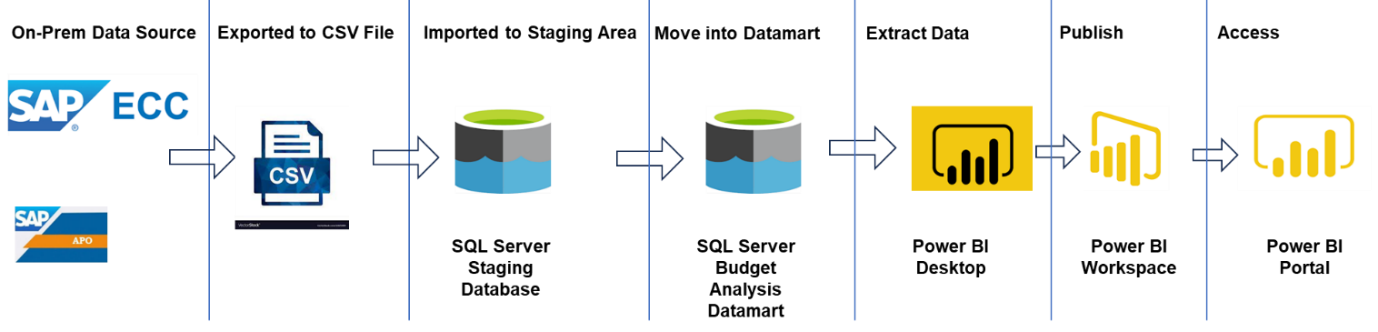 On-Prem Data Source
Exported to CSV File
Imported to Staging Area
Move into Datamart
Extract Data
Publish
Access
SAP ECC
®
CSV
SAP
APO
SQL Server
Staging
Database
SQL Server
Budget
Analysis
Datamart
Power BI
Desktop
Power BI
Workspace
Power BI
Portal